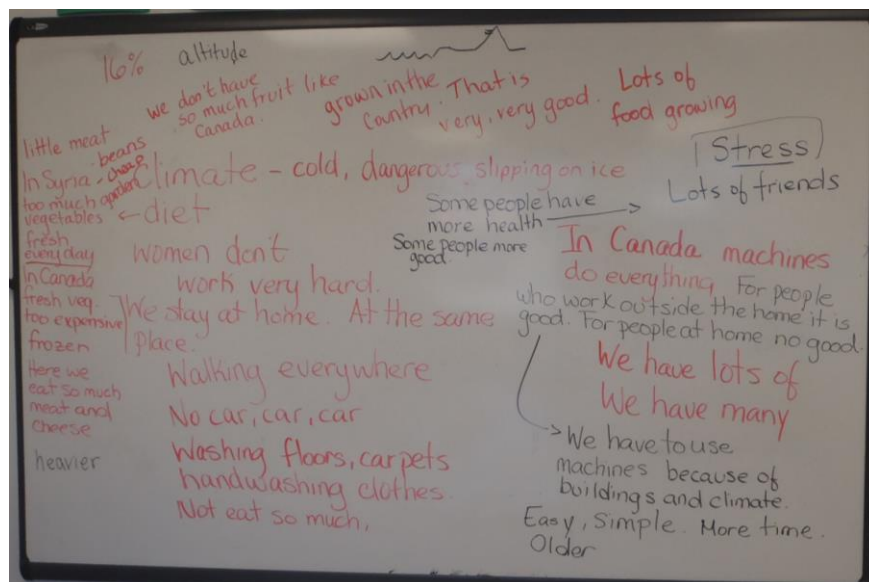 16% altitude
we don't have
so much fruit like
Canada.
grown in the
country. That is
very, very good.
Lots of
food growing
little meat
beans
cheap
In Syria -
too much garden
vegetables ← diet
fresh
every day
In Canada
fresh veg.
too expensive
frozen
Here we
eat so much
meat and
cheese
heavier
Climate - cold, dangerous, slipping on ice
Stress
Lots of friends
Some people have
more health
Some people more
good.
women don't
work very hard.
We stay at home. At the same
place.
Walking everywhere
No car, car, car
Washing floors, carpets
handwashing clothes.
Not eat so much.
In Canada machines
do everything. For people
who work outside the home it is
good. For people at home no good.
We have lots of
We have many
We have to use
machines because of
buildings and climate.
Easy, Simple. More time.
Older